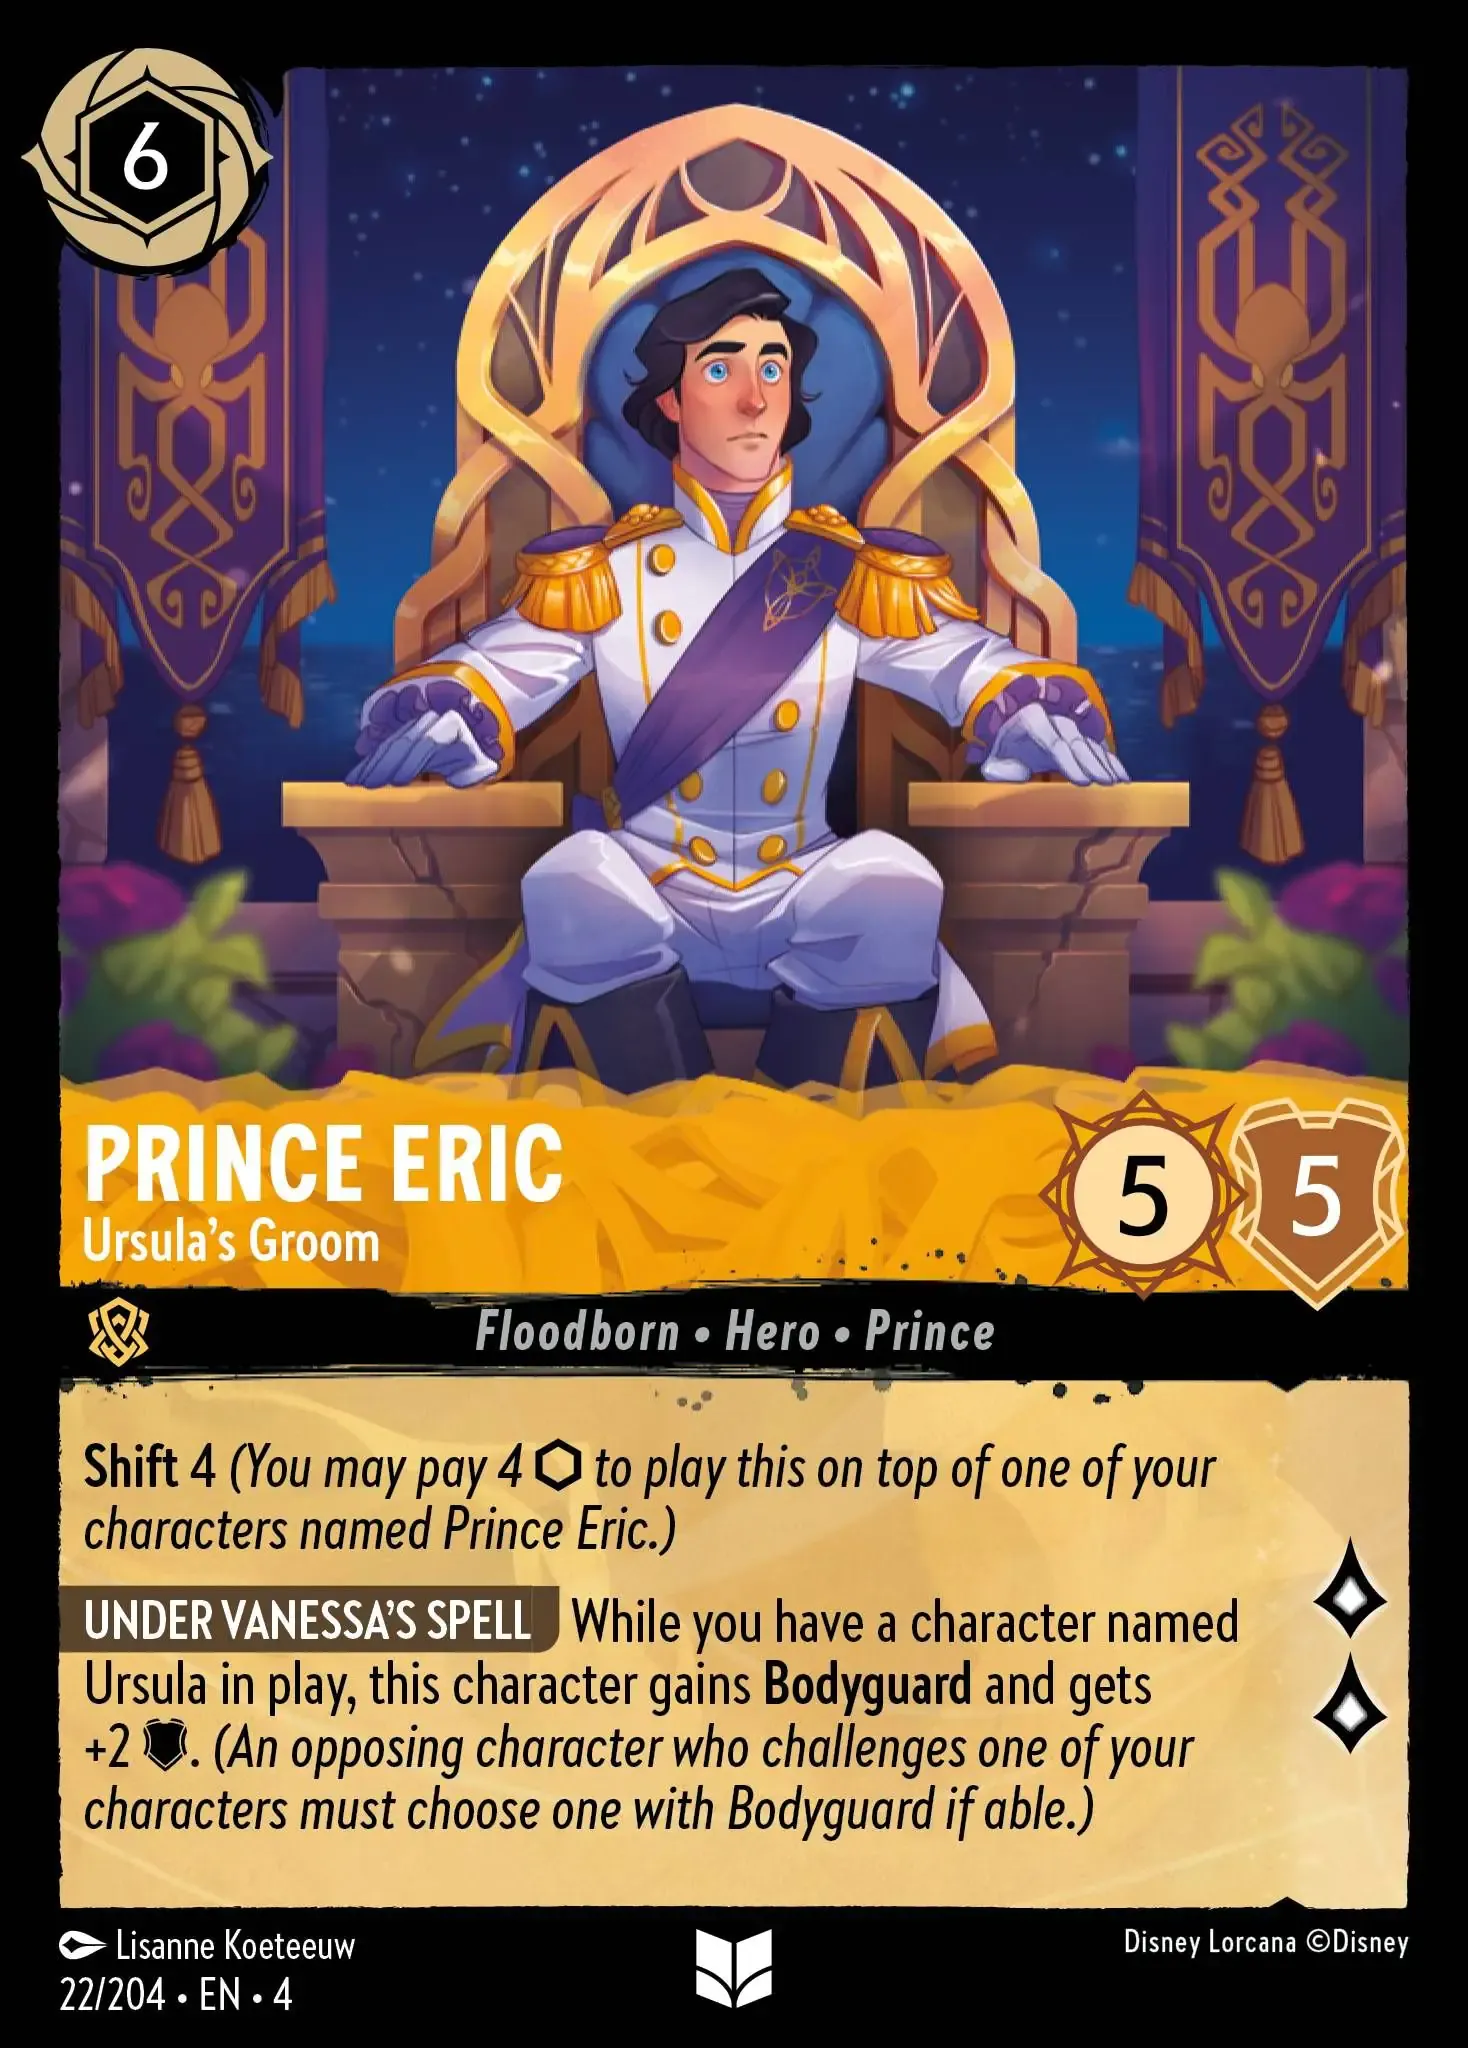 6
PRINCE ERIC
Ursula's Groom
5 5
Floodborn • Hero • Prince
Shift 4 (You may pay 4 ⬡ to play this on top of one of your
characters named Prince Eric.)
UNDER VANESSA'S SPELL While you have a character named
Ursula in play, this character gains Bodyguard and gets
+2 . (An opposing character who challenges one of your
characters must choose one with Bodyguard if able.)
Lisanne Koeteeuw
Disney Lorcana ©Disney
22/204 • EN • 4